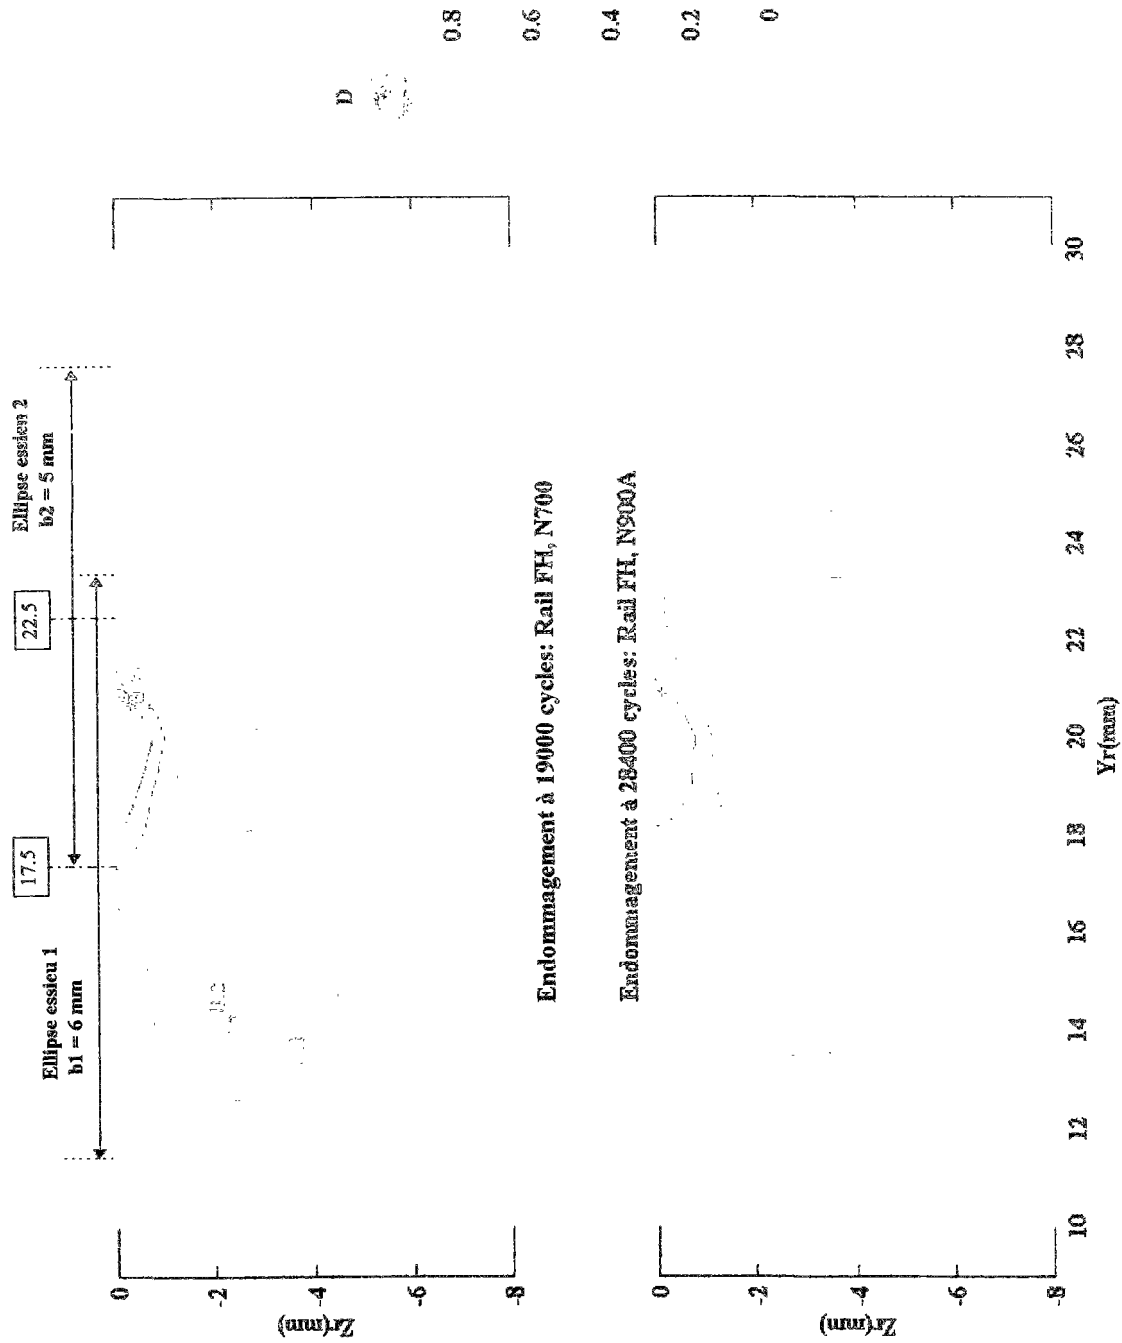 Ellipse essieu 1
b1 = 6 mm
17.5
22.5
Ellipse essieu 2
b2 = 5 mm
Zr(mm)
0
-2
-4
-6
-8
Endommagement à 19000 cycles: Rail FH, N700
Endommagement à 28400 cycles: Rail FH, N900A
Zr(mm)
0
-2
-4
-6
-8
10
12
14
16
18
20
22
24
26
28
30
Yr(mm)
D
0.8
0.6
0.4
0.2
0